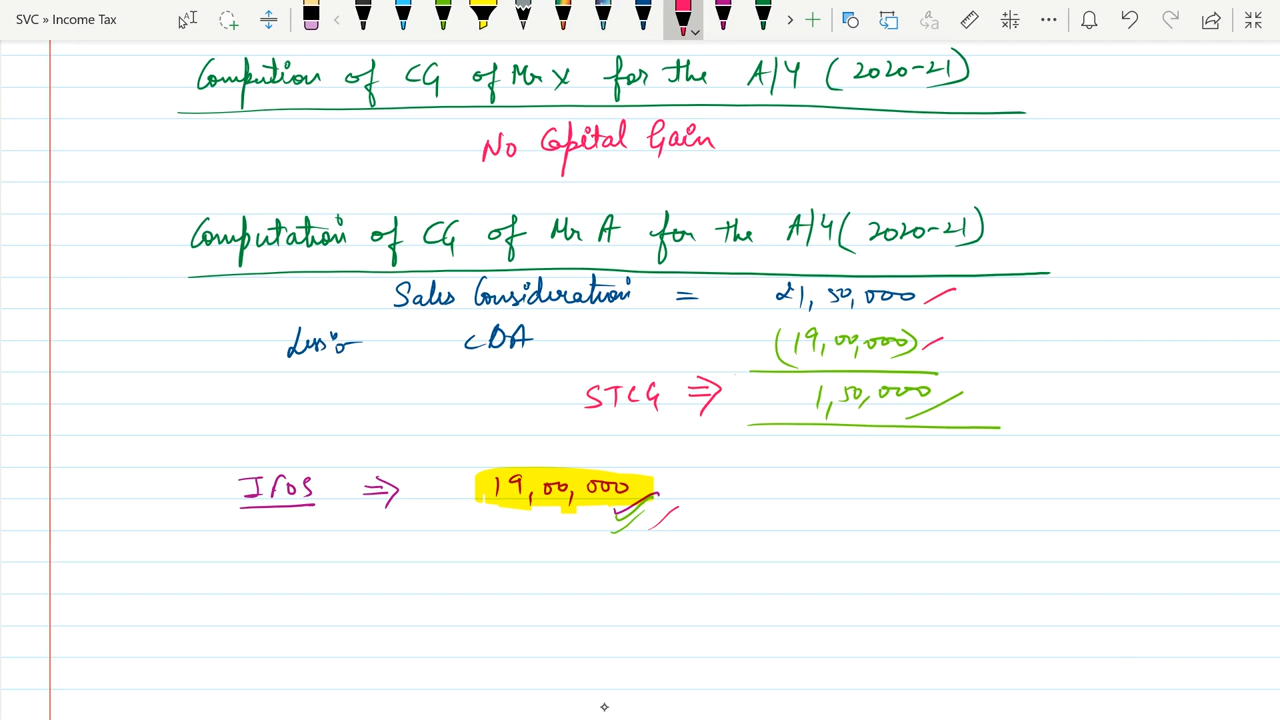 SVC » Income Tax
Compution of CG of Mr X for the A/Y (2020-21)
No Capital Gain
Computation of CG of Mr A for the A/Y (2020-21)
Sales Consideration = 21,50,000
Less:- COA (19,00,000)
STCG ⇒ 1,50,000
IFOS ⇒ 19,00,000